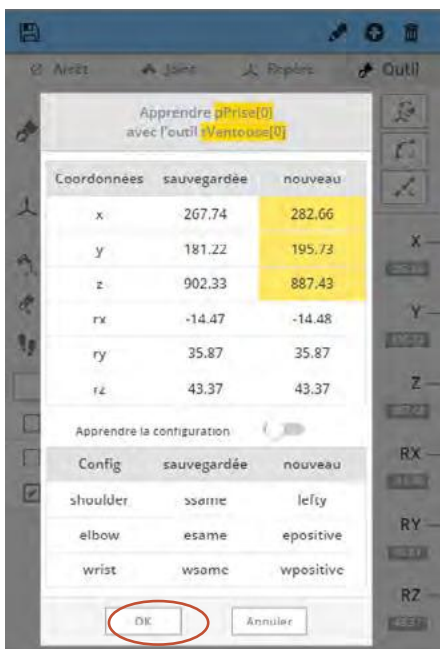 Arrêt Joint Repère Outil
Apprendre pPrise[0]
avec l'outil tVentouse[0]
Coordonnées sauvegardée nouveau
x 267.74 282.66
y 181.22 195.73
z 902.33 887.43
rx -14.47 -14.48
ry 35.87 35.87
rz 43.37 43.37
Apprendre la configuration
Config sauvegardée nouveau
shoulder ssame lefty
elbow esame epositive
wrist wsame wpositive
OK Annuler
X
Y
Z
RX
RY
RZ